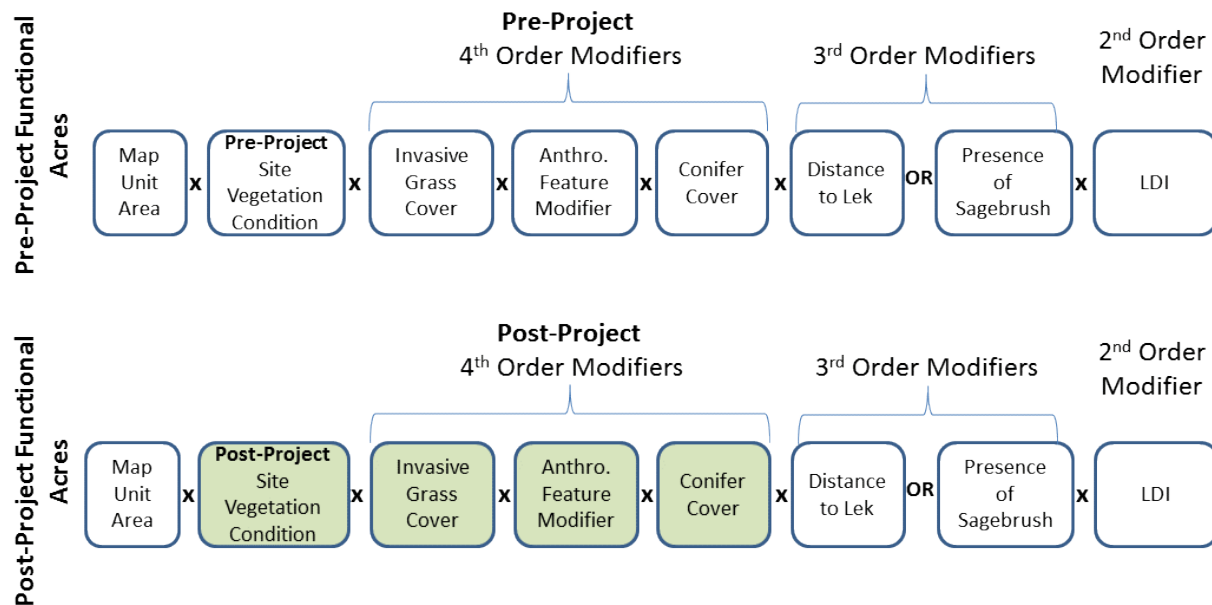 Pre-Project Functional
Acres
Pre-Project
4th Order Modifiers
3rd Order Modifiers
2nd Order
Modifier
Map
Unit
Area
x
Pre-Project
Site
Vegetation
Condition
x
Invasive
Grass
Cover
x
Anthro.
Feature
Modifier
x
Conifer
Cover
x
Distance
to Lek
OR
Presence
of
Sagebrush
x
LDI
Post-Project Functional
Acres
Post-Project
4th Order Modifiers
3rd Order Modifiers
2nd Order
Modifier
Map
Unit
Area
x
Post-Project
Site
Vegetation
Condition
x
Invasive
Grass
Cover
x
Anthro.
Feature
Modifier
x
Conifer
Cover
x
Distance
to Lek
OR
Presence
of
Sagebrush
x
LDI